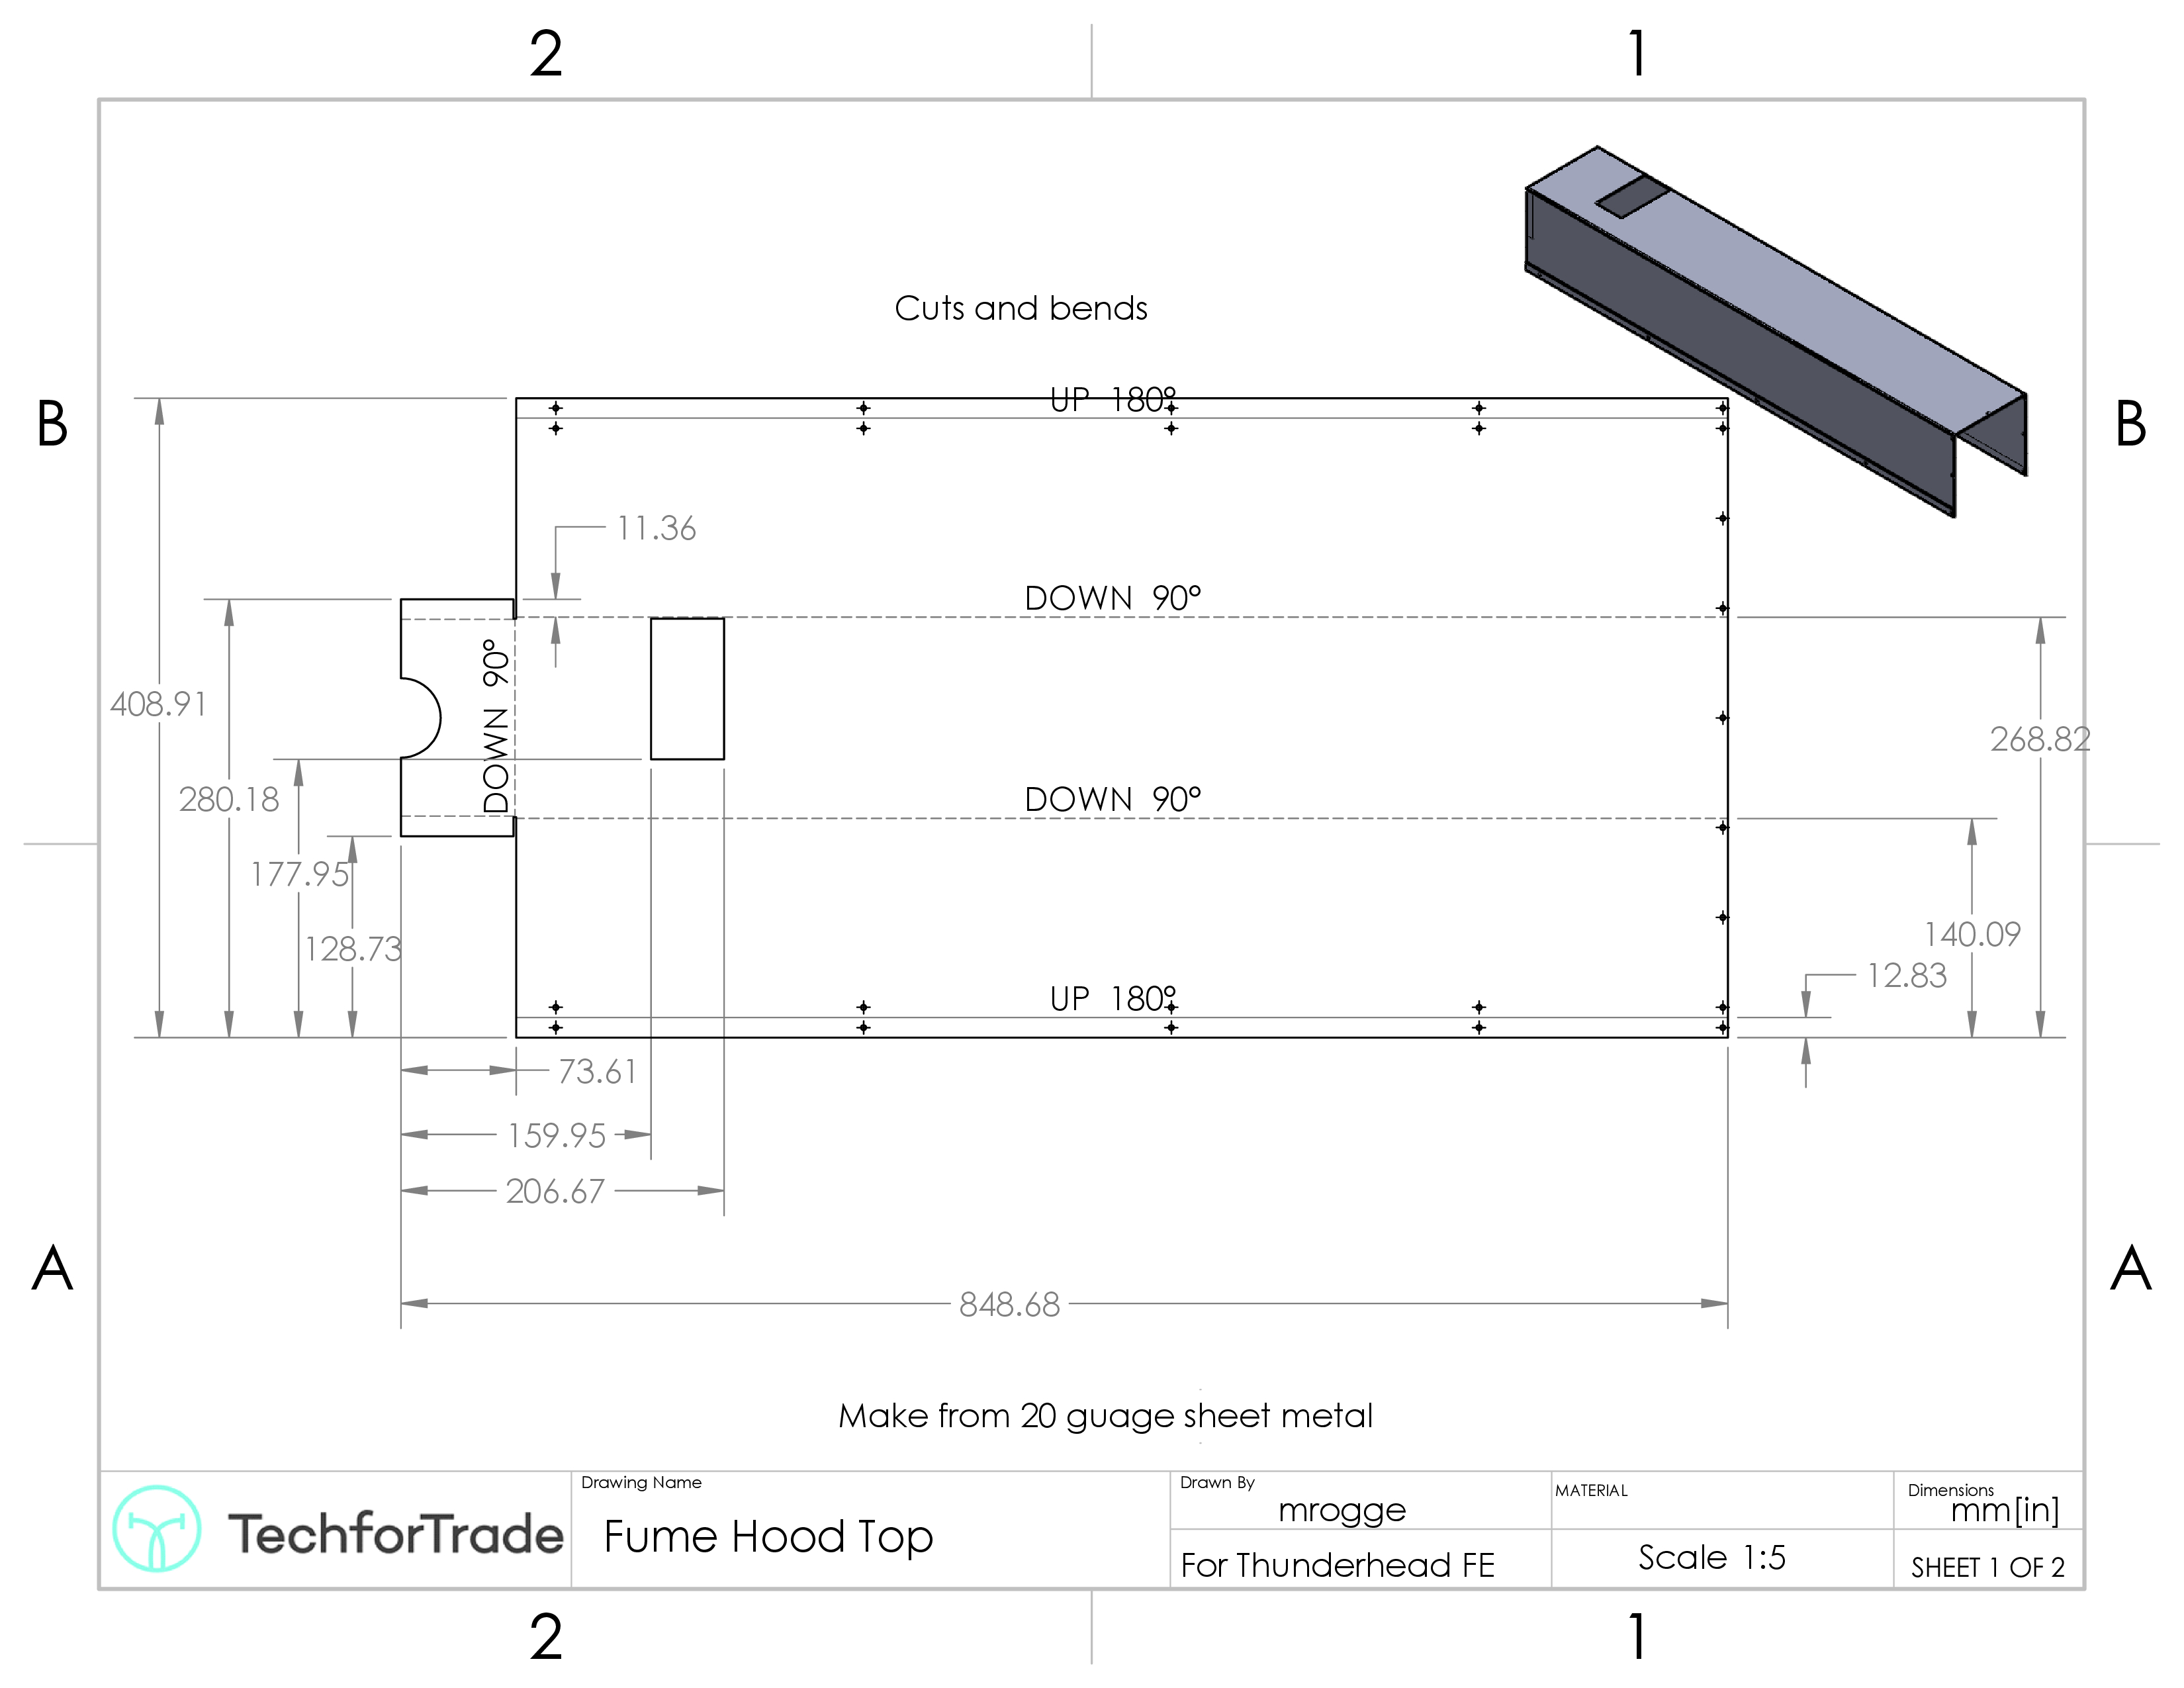 2
1
Cuts and bends
B
UP 180°
B
11.36
DOWN 90°
DOWN 90°
408.91
268.82
280.18
DOWN 90°
177.95
128.73
140.09
12.83
UP 180°
73.61
159.95
206.67
A
A
848.68
Make from 20 guage sheet metal
TechforTrade
Drawing Name
Fume Hood Top
Drawn By
mrogge
For Thunderhead FE
MATERIAL
Scale 1:5
Dimensions
mm[in]
SHEET 1 OF 2
2
1